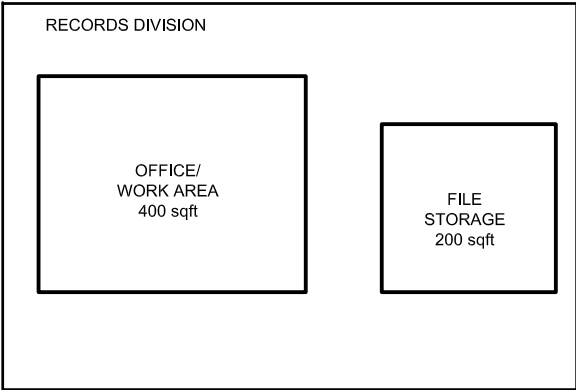 RECORDS DIVISION
OFFICE/
WORK AREA
400 sqft
FILE
STORAGE
200 sqft